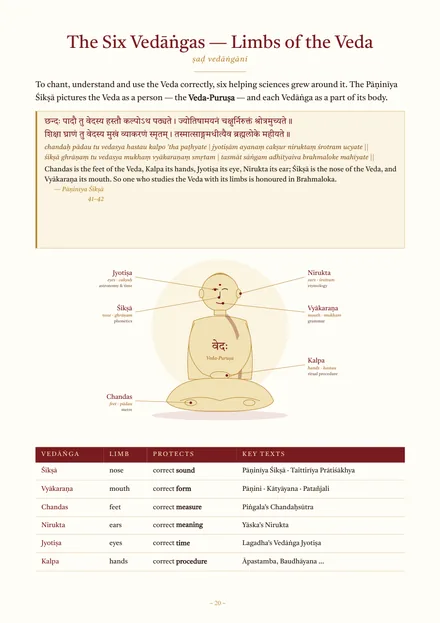 The Six Vedāṅgas — Limbs of the Veda
ṣaḍ vedāṅgāni
To chant, understand and use the Veda correctly, six helping sciences grew around it. The Pāṇinīya
Śikṣā pictures the Veda as a person — the Veda-Puruṣa — and each Vedāṅga as a part of its body.
छन्दः पादौ तु वेदस्य हस्तौ कल्पोऽथ पठ्यते। ज्योतिषामयनं चक्षुर्निरुक्तं श्रोत्रमुच्यते॥
शिक्षा घ्राणं तु वेदस्य मुखं व्याकरणं स्मृतम्। तस्मात्साङ्गमधीत्यैव ब्रह्मलोके महीयते॥
chandaḥ pādau tu vedasya hastau kalpo 'tha paṭhyate | jyotiṣām ayanaṃ cakṣur niruktaṃ śrotram ucyate ||
śikṣā ghrāṇaṃ tu vedasya mukhaṃ vyākaraṇaṃ smṛtam | tasmāt sāṅgam adhītyaiva brahmaloke mahīyate ||
Chandas is the feet of the Veda, Kalpa its hands, Jyotiṣa its eye, Nirukta its ear; Śikṣā is the nose of the Veda, and
Vyākaraṇa its mouth. So one who studies the Veda with its limbs is honoured in Brahmaloka.
— Pāṇinīya Śikṣā
41–42
Jyotiṣa
eyes · cakṣuḥ
astronomy & time
Śikṣā
nose · ghrāṇam
phonetics
Chandas
feet · pādau
metre
Nirukta
ears · śrotram
etymology
Vyākaraṇa
mouth · mukham
grammar
Kalpa
hands · hastau
ritual procedure
वेदः
Veda-Puruṣa
VEDĀṄGA LIMB PROTECTS KEY TEXTS
Śikṣā nose correct sound Pāṇinīya Śikṣā · Taittirīya Prātiśākhya
Vyākaraṇa mouth correct form Pāṇini · Kātyāyana · Patañjali
Chandas feet correct measure Piṅgala's Chandaḥsūtra
Nirukta ears correct meaning Yāska's Nirukta
Jyotiṣa eyes correct time Lagadha's Vedāṅga Jyotiṣa
Kalpa hands correct procedure Āpastamba, Baudhāyana ...
– 20 –